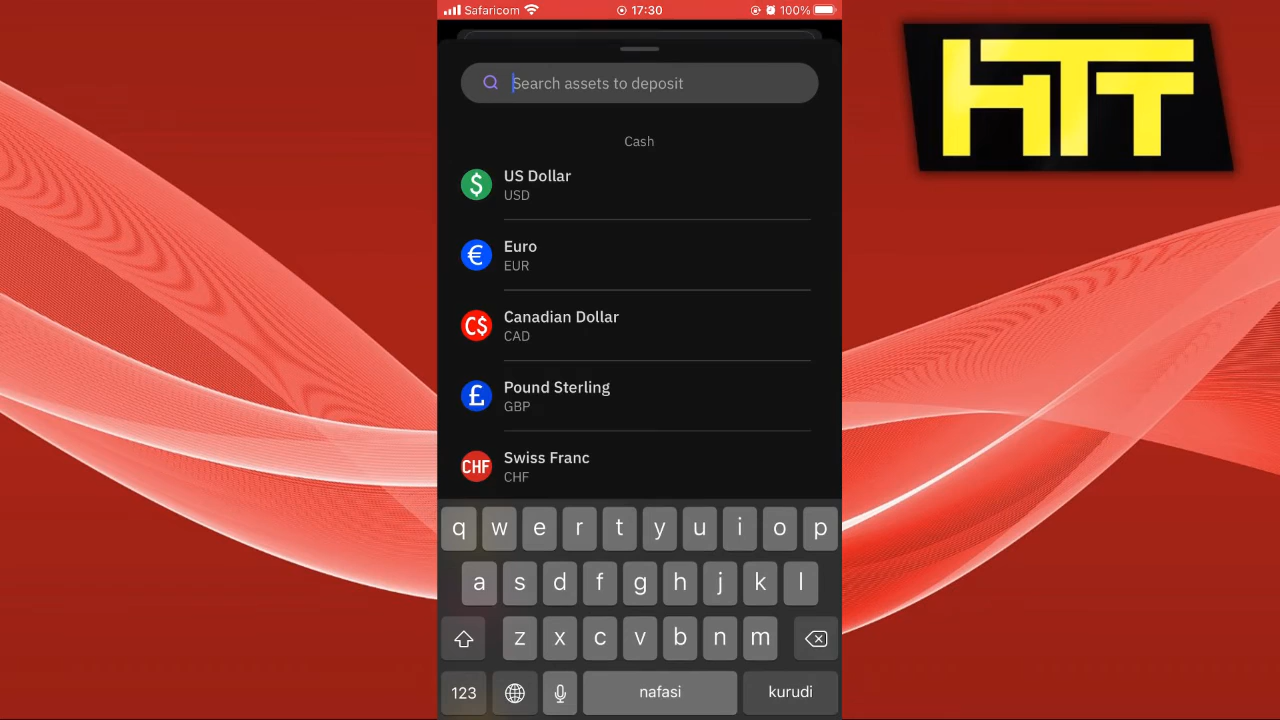 Safaricom 17:30 100%
HTT
Search assets to deposit
Cash
$ US Dollar
USD
€ Euro
EUR
C$ Canadian Dollar
CAD
£ Pound Sterling
GBP
CHF Swiss Franc
CHF
q w e r t y u i o p
a s d f g h j k l
z x c v b n m
123 nafasi kurudi